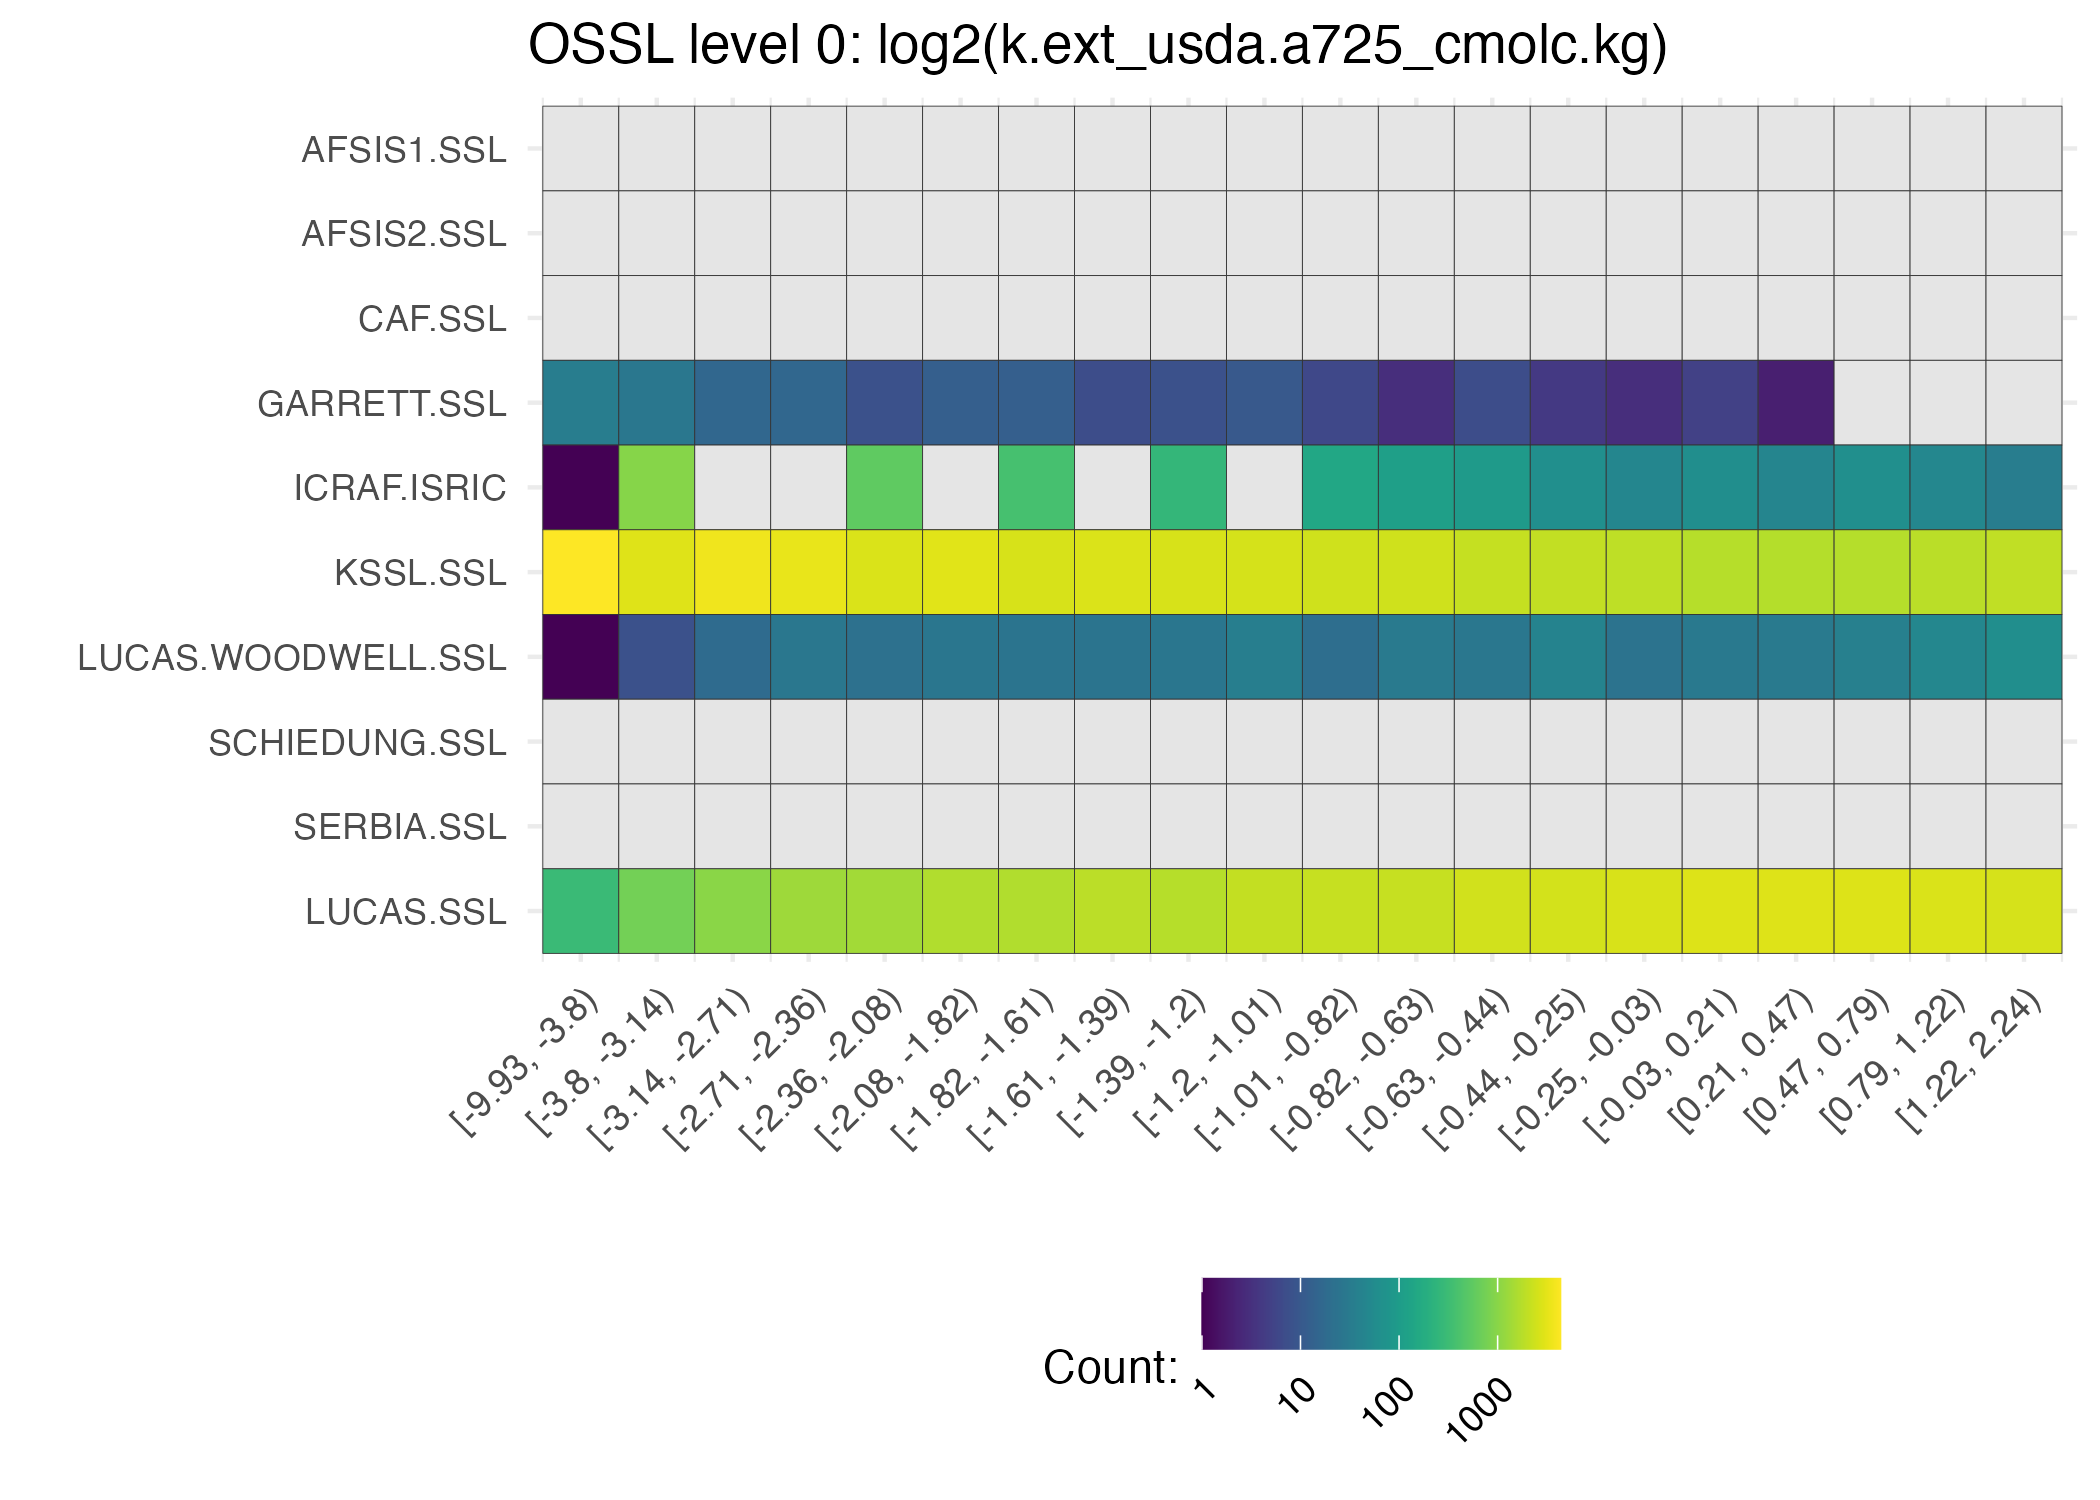 OSSL level 0: log2(k.ext_usda.a725_cmolc.kg)
AFSIS1.SSL
AFSIS2.SSL
CAF.SSL
GARRETT.SSL
ICRAF.ISRIC
KSSL.SSL
LUCAS.WOODWELL.SSL
SCHIEDUNG.SSL
SERBIA.SSL
LUCAS.SSL
[-9.93, -3.8)
[-3.8, -3.14)
[-3.14, -2.71)
[-2.71, -2.36)
[-2.36, -2.08)
[-2.08, -1.82)
[-1.82, -1.61)
[-1.61, -1.39)
[-1.39, -1.2)
[-1.2, -1.01)
[-1.01, -0.82)
[-0.82, -0.63)
[-0.63, -0.44)
[-0.44, -0.25)
[-0.25, -0.03)
[-0.03, 0.21)
[0.21, 0.47)
[0.47, 0.79)
[0.79, 1.22)
[1.22, 2.24)
Count:
1
10
100
1000